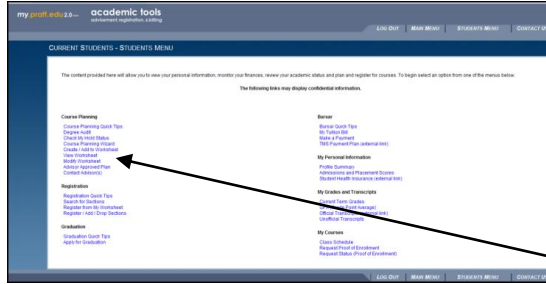 my.pratt.edu 2.0
academic tools
advisement, registration, & billing
LOG OUT MAIN MENU STUDENTS MENU CONTACT U
CURRENT STUDENTS - STUDENTS MENU
The content provided here will allow you to view your personal information, monitor your finances, review your academic status and plan and register for courses. To begin select an option from one of the menus below.
The following links may display confidential information.
Course Planning
Course Planning Quick Tips
Degree Audit
Check My Hold Status
Course Planning Wizard
Create / Add to Worksheet
View Worksheet
Modify Worksheet
Advisor Approved Plan
Contact Advisor(s)
Registration
Registration Quick Tips
Search for Sections
Register from My Worksheet
Register / Add / Drop Sections
Graduation
Graduation Quick Tips
Apply for Graduation
Bursar
Bursar Quick Tips
My Tuition Bill
Make a Payment
TMS Payment Plan (external link)
My Personal Information
Profile Summary
Admissions and Placement Scores
Student Health Insurance (external link)
My Grades and Transcripts
Current Term Grades
Point Average)
Official Transcript (external link)
Unofficial Transcripts
My Courses
Class Schedule
Request Proof of Enrollment
Request Status (Proof of Enrollment)
LOG OUT MAIN MENU STUDENTS MENU CONTACT U